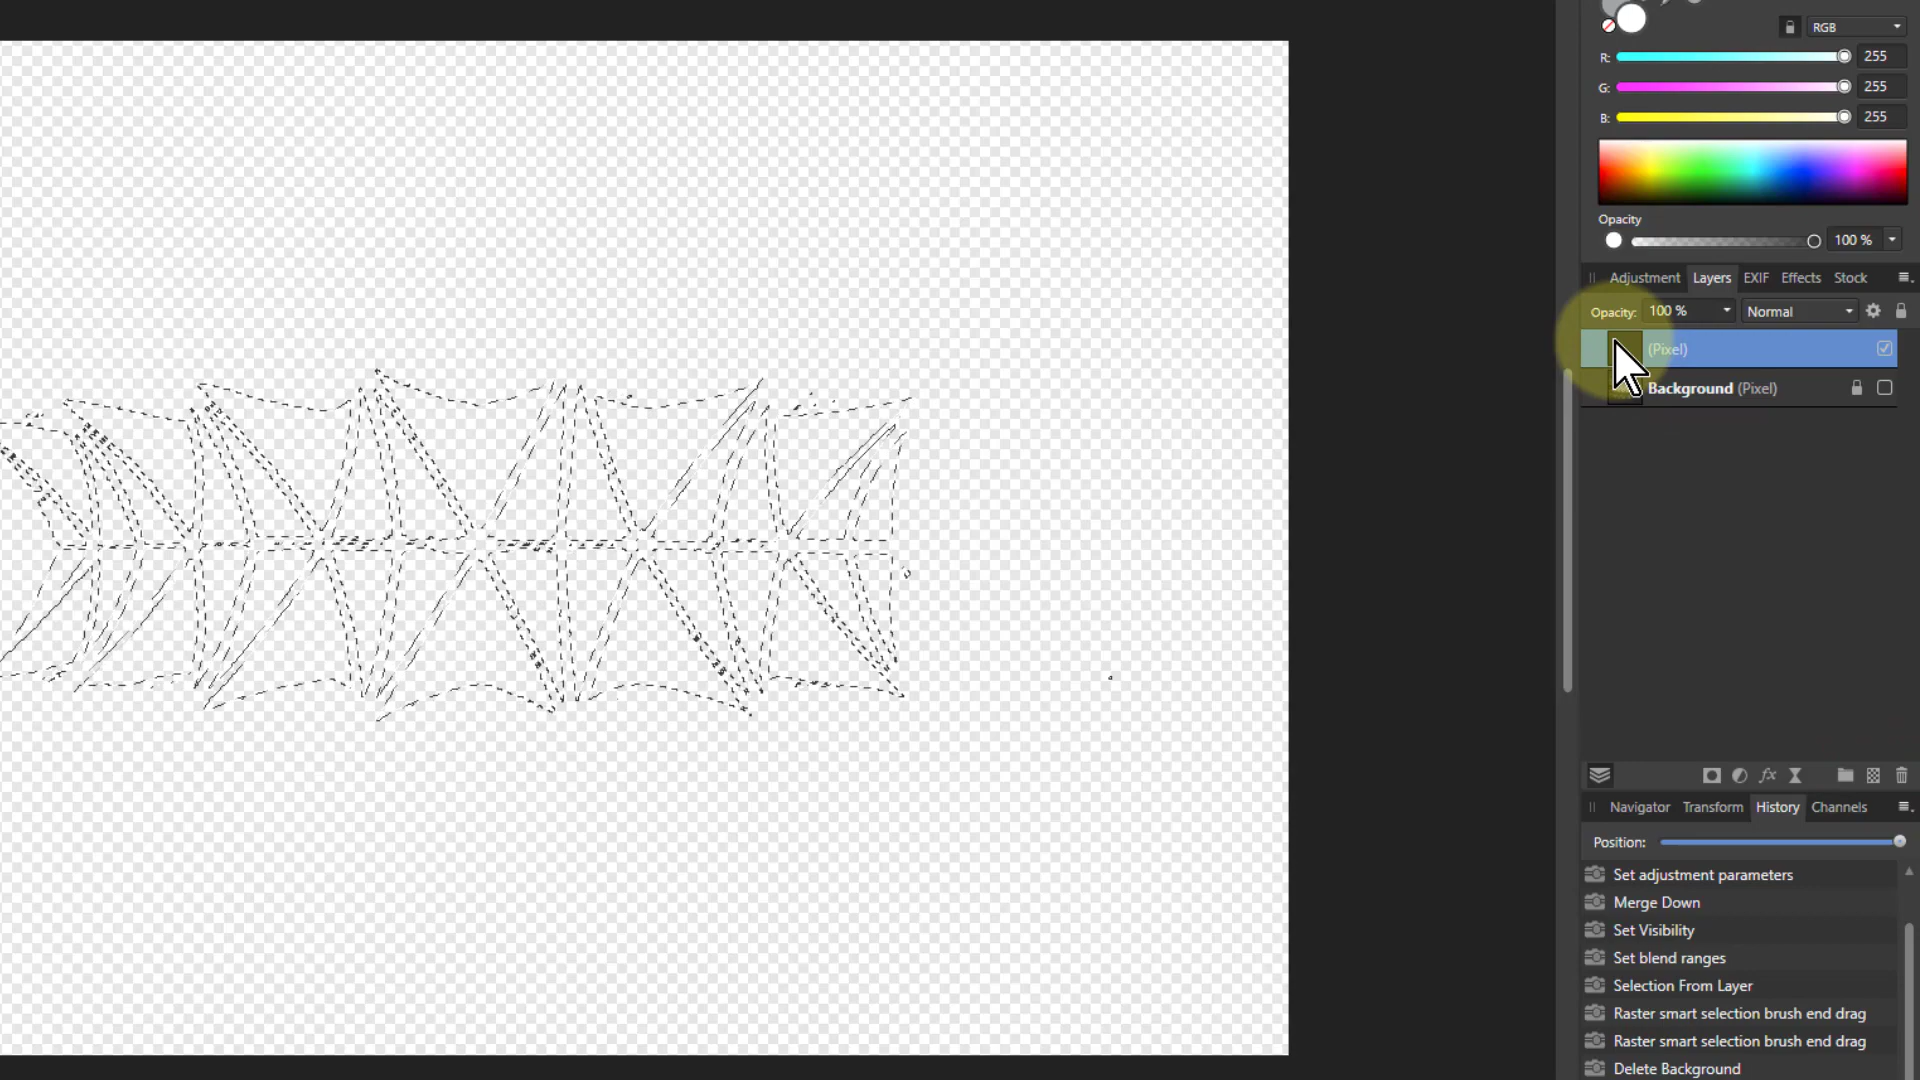 RGB
R: 255
G: 255
B: 255
Opacity
100 %
Adjustment Layers EXIF Effects Stock
Opacity: 100 % Normal
(Pixel)
Background (Pixel)
fx
Navigator Transform History Channels
Position:
Set adjustment parameters
Merge Down
Set Visibility
Set blend ranges
Selection From Layer
Raster smart selection brush end drag
Raster smart selection brush end drag
Delete Background